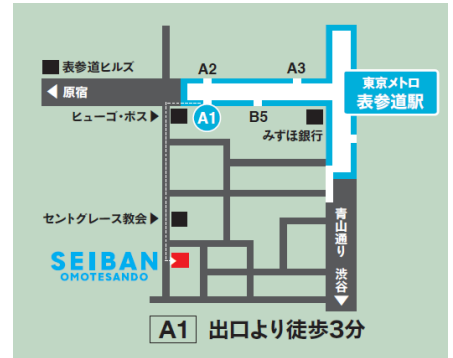 表参道ヒルズ
A2
A3
◀ 原宿
東京メトロ
表参道駅
ヒューゴ・ボス▶
A1
B5
みずほ銀行
セントグレース教会▶
青山通り 渋谷▼
SEIBAN
OMOTESANDO
A1 出口より徒歩3分